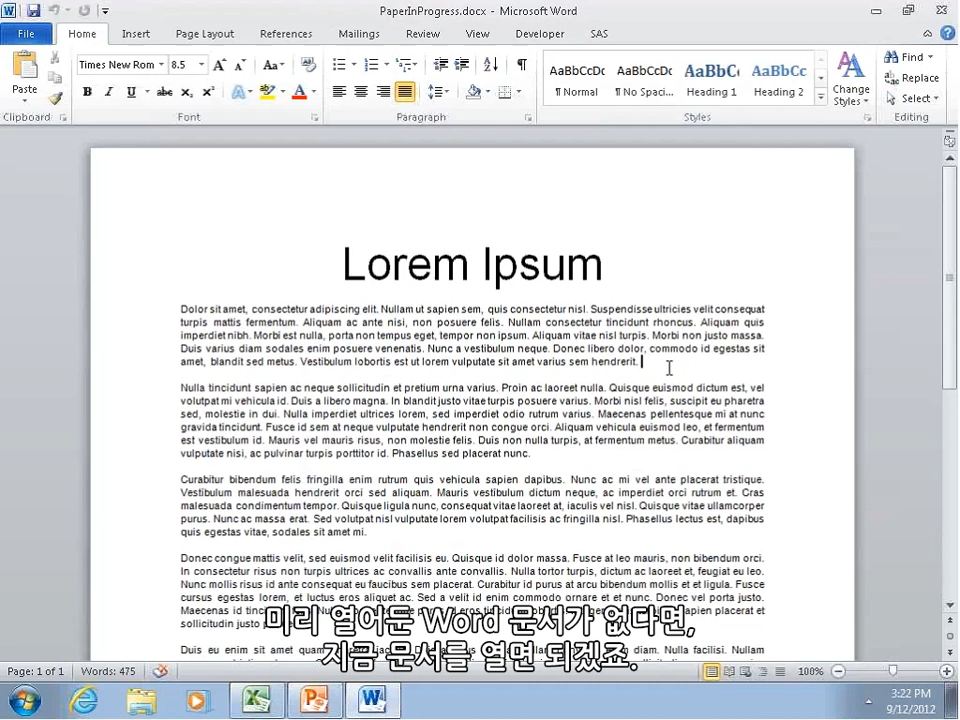 PaperInProgress.docx - Microsoft Word
File Home Insert Page Layout References Mailings Review View Developer SAS
Times New Rom 8.5
Paste
Clipboard
Font
Paragraph
AaBbCcDc AaBbCcDc AaBbC AaBbCc
¶ Normal ¶ No Spaci... Heading 1 Heading 2
Styles
Change Styles
Find
Replace
Select
Editing
Lorem Ipsum
Dolor sit amet, consectetur adipiscing elit. Nullam ut sapien sem, quis consectetur nisl. Suspendisse ultricies velit consequat
turpis mattis fermentum. Aliquam ac ante nisi, non posuere felis. Nullam consectetur tincidunt rhoncus. Aliquam quis
imperdiet nibh. Morbi est nulla, porta non tempus eget, tempor non ipsum. Aliquam vitae nisl turpis. Morbi non justo massa.
Duis varius diam sodales enim posuere venenatis. Nunc a vestibulum neque. Donec libero dolor, commodo id egestas sit
amet, blandit sed metus. Vestibulum lobortis est ut lorem vulputate sit amet varius sem hendrerit.
Nulla tincidunt sapien ac neque sollicitudin et pretium urna varius. Proin ac laoreet nulla. Quisque euismod dictum est, vel
volutpat mi vehicula id. Duis a libero magna. In blandit justo vitae turpis posuere varius. Morbi nisl felis, suscipit eu pharetra
sed, molestie in dui. Nulla imperdiet ultrices lorem, sed imperdiet odio rutrum varius. Maecenas pellentesque mi at nunc
gravida tincidunt. Fusce id sem at neque vulputate hendrerit non congue orci. Aliquam vehicula euismod leo, et fermentum
est vestibulum id. Mauris vel mauris risus, non molestie felis. Duis non nulla turpis, at fermentum metus. Curabitur aliquam
vulputate nisi, ac pulvinar turpis porttitor id. Phasellus sed placerat nunc.
Curabitur bibendum felis fringilla enim rutrum quis vehicula sapien dapibus. Nunc ac mi vel ante placerat tristique.
Vestibulum malesuada hendrerit orci sed aliquam. Mauris vestibulum dictum neque, ac imperdiet orci rutrum et. Cras
malesuada condimentum tempor. Quisque ligula nunc, consequat vitae laoreet at, iaculis vel nisl. Quisque vitae ullamcorper
purus. Nunc ac massa erat. Sed volutpat nisl vulputate lorem volutpat facilisis ac fringilla nisl. Phasellus lectus est, dapibus
quis egestas vitae, sodales sit amet mi.
Donec congue mattis velit, sed euismod velit facilisis eu. Quisque id dolor massa. Fusce at leo mauris, non bibendum orci.
In consectetur risus non turpis ultrices ac convallis ante convallis. Nulla tortor turpis, dictum ac laoreet et, feugiat eu leo.
Nunc mollis risus id ante consequat eu faucibus sem placerat. Curabitur id purus at arcu bibendum mollis et et ligula. Fusce
cursus egestas, et luctus eros aliquet ac. Sed a elit id enim commodo ornare et et nunc. Donec vel porta justo.
Maecenas id
sollicitudin
Duis eu enim sit amet
미리 열어둔 Word 문서가 없다면,
지금 문서를 열면 되겠죠.
Page: 1 of 1 Words: 475 100%
3:22 PM
9/12/2012